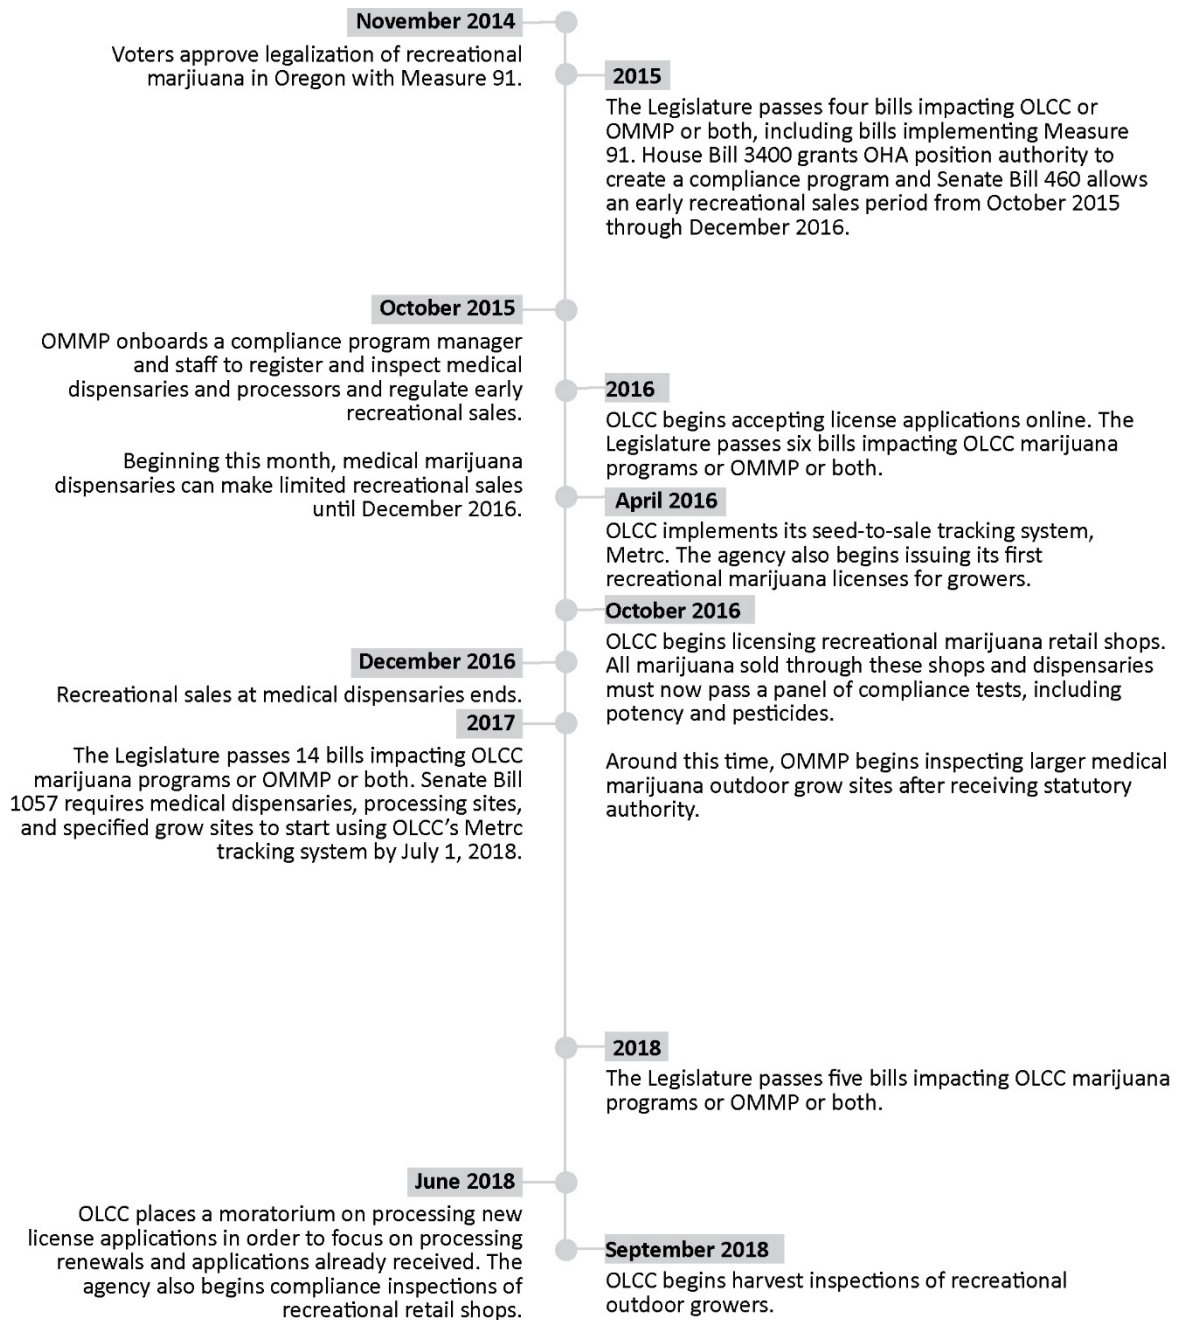 November 2014
Voters approve legalization of recreational
marjiuana in Oregon with Measure 91.
2015
The Legislature passes four bills impacting OLCC or
OMMP or both, including bills implementing Measure
91. House Bill 3400 grants OHA position authority to
create a compliance program and Senate Bill 460 allows
an early recreational sales period from October 2015
through December 2016.
October 2015
OMMP onboards a compliance program manager
and staff to register and inspect medical
dispensaries and processors and regulate early
recreational sales.
Beginning this month, medical marijuana
dispensaries can make limited recreational sales
until December 2016.
2016
OLCC begins accepting license applications online. The
Legislature passes six bills impacting OLCC marijuana
programs or OMMP or both.
April 2016
OLCC implements its seed-to-sale tracking system,
Metrc. The agency also begins issuing its first
recreational marijuana licenses for growers.
October 2016
OLCC begins licensing recreational marijuana retail shops.
All marijuana sold through these shops and dispensaries
must now pass a panel of compliance tests, including
potency and pesticides.
Around this time, OMMP begins inspecting larger medical
marijuana outdoor grow sites after receiving statutory
authority.
December 2016
Recreational sales at medical dispensaries ends.
2017
The Legislature passes 14 bills impacting OLCC
marijuana programs or OMMP or both. Senate Bill
1057 requires medical dispensaries, processing sites,
and specified grow sites to start using OLCC's Metrc
tracking system by July 1, 2018.
2018
The Legislature passes five bills impacting OLCC marijuana
programs or OMMP or both.
June 2018
OLCC places a moratorium on processing new
license applications in order to focus on processing
renewals and applications already received. The
agency also begins compliance inspections of
recreational retail shops.
September 2018
OLCC begins harvest inspections of recreational
outdoor growers.